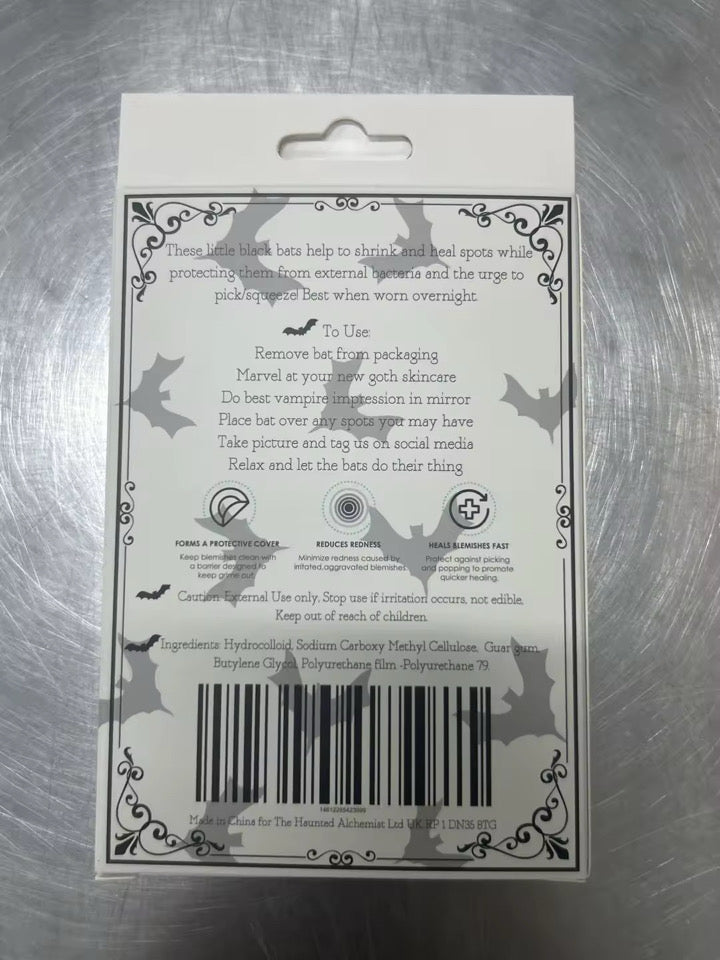 These little black bats help to shrink and heal spots while
protecting them from external bacteria and the urge to
pick/squeeze! Best when worn overnight.
To Use:
Remove bat from packaging
Marvel at your new goth skincare
Do best vampire impression in mirror
Place bat over any spots you may have
Take picture and tag us on social media
Relax and let the bats do their thing
FORMS A PROTECTIVE COVER
Keep blemishes clean with
a barrier designed to
keep grime out.
REDUCES REDNESS
Minimize redness caused by
irritated,aggravated blemishes.
HEALS BLEMISHES FAST
Protect against picking
and popping to promote
quicker healing.
Caution-External Use only, Stop use if irritation occurs, not edible,
Keep out of reach of children.
Ingredients: Hydrocolloid, Sodium Carboxy Methyl Cellulose, Guar gum,
Butylene Glycol, Polyurethane film -Polyurethane 79.
Made in China for The Haunted Alchemist Ltd UK RP 1 DN36 8TG